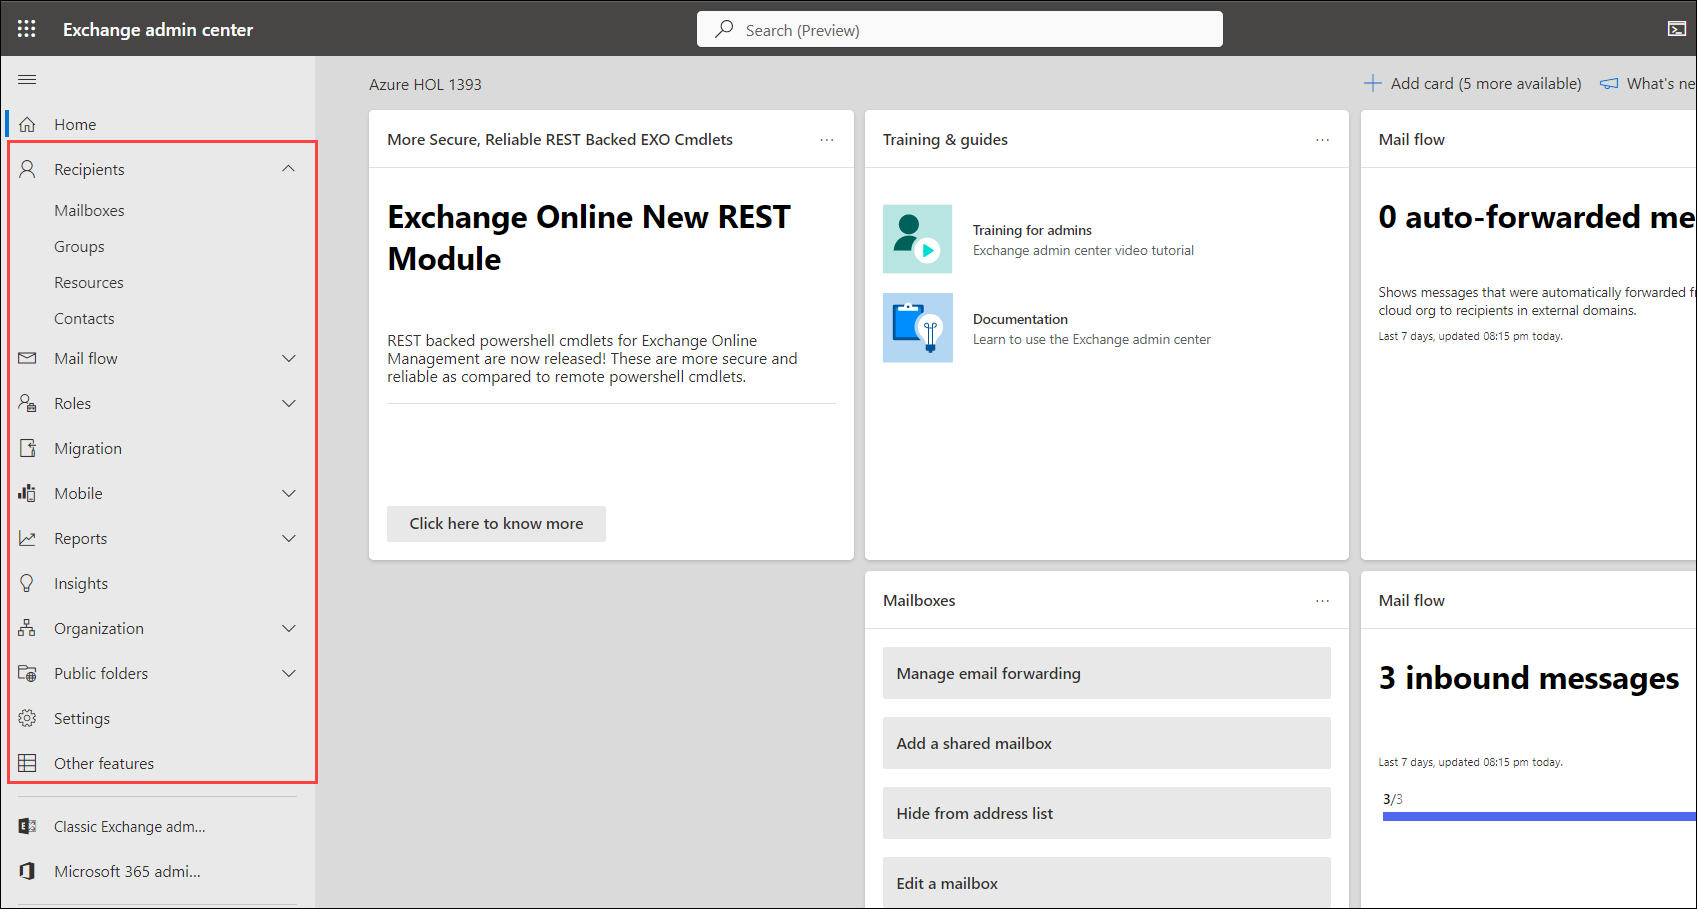 Exchange admin center
Search (Preview)
Home
Recipients
Mailboxes
Groups
Resources
Contacts
Mail flow
Roles
Migration
Mobile
Reports
Insights
Organization
Public folders
Settings
Other features
Classic Exchange adm...
Microsoft 365 admi...
Azure HOL 1393
Add card (5 more available)
What's ne
More Secure, Reliable REST Backed EXO Cmdlets
...
Exchange Online New REST
Module
REST backed powershell cmdlets for Exchange Online
Management are now released! These are more secure and
reliable as compared to remote powershell cmdlets.
Click here to know more
Training & guides
...
Training for admins
Exchange admin center video tutorial
Documentation
Learn to use the Exchange admin center
Mail flow
0 auto-forwarded me
Shows messages that were automatically forwarded fr
cloud org to recipients in external domains.
Last 7 days, updated 08:15 pm today.
Mailboxes
...
Manage email forwarding
Add a shared mailbox
Hide from address list
Edit a mailbox
Mail flow
3 inbound messages
Last 7 days, updated 08:15 pm today.
3/3